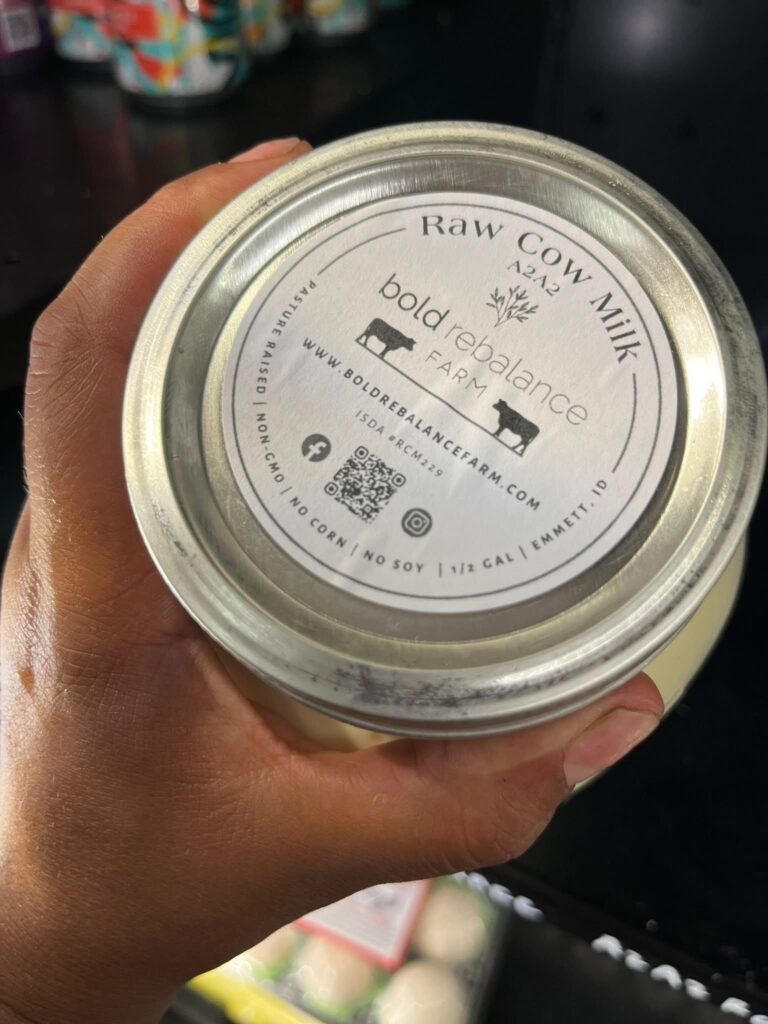 Raw Cow Milk
A2A2
bold rebalance
FARM
WWW.BOLDREBALANCEFARM.COM
ISDA #RCM229
PASTURE RAISED | NON-GMO | NO CORN | NO SOY | 1/2 GAL | EMMETT, ID